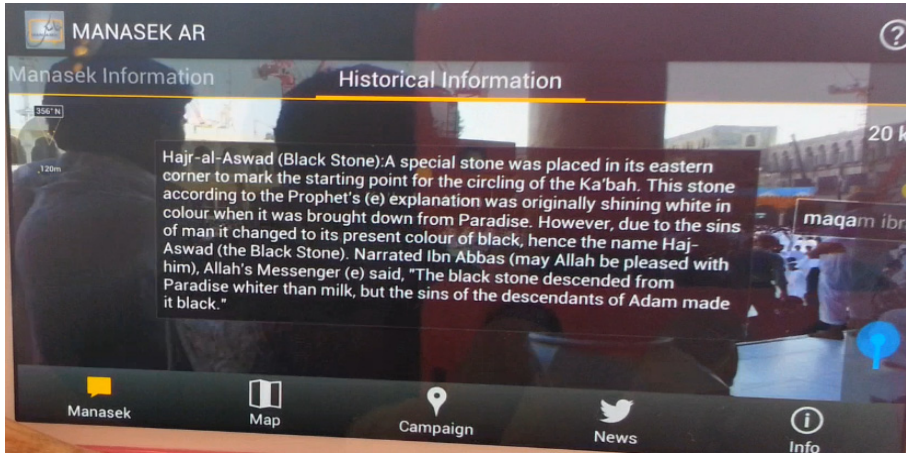 MANASEK AR
Manasek Information
Historical Information
356° N
20 k
120m
Hajr-al-Aswad (Black Stone):A special stone was placed in its eastern
corner to mark the starting point for the circling of the Ka'bah. This stone
according to the Prophet's (e) explanation was originally shining white in
colour when it was brought down from Paradise. However, due to the sins
of man it changed to its present colour of black, hence the name Haj-
Aswad (the Black Stone). Narrated Ibn Abbas (may Allah be pleased with
him), Allah's Messenger (e) said, "The black stone descended from
Paradise whiter than milk, but the sins of the descendants of Adam made
it black."
maqam ibr
Manasek
Map
Campaign
News
Info